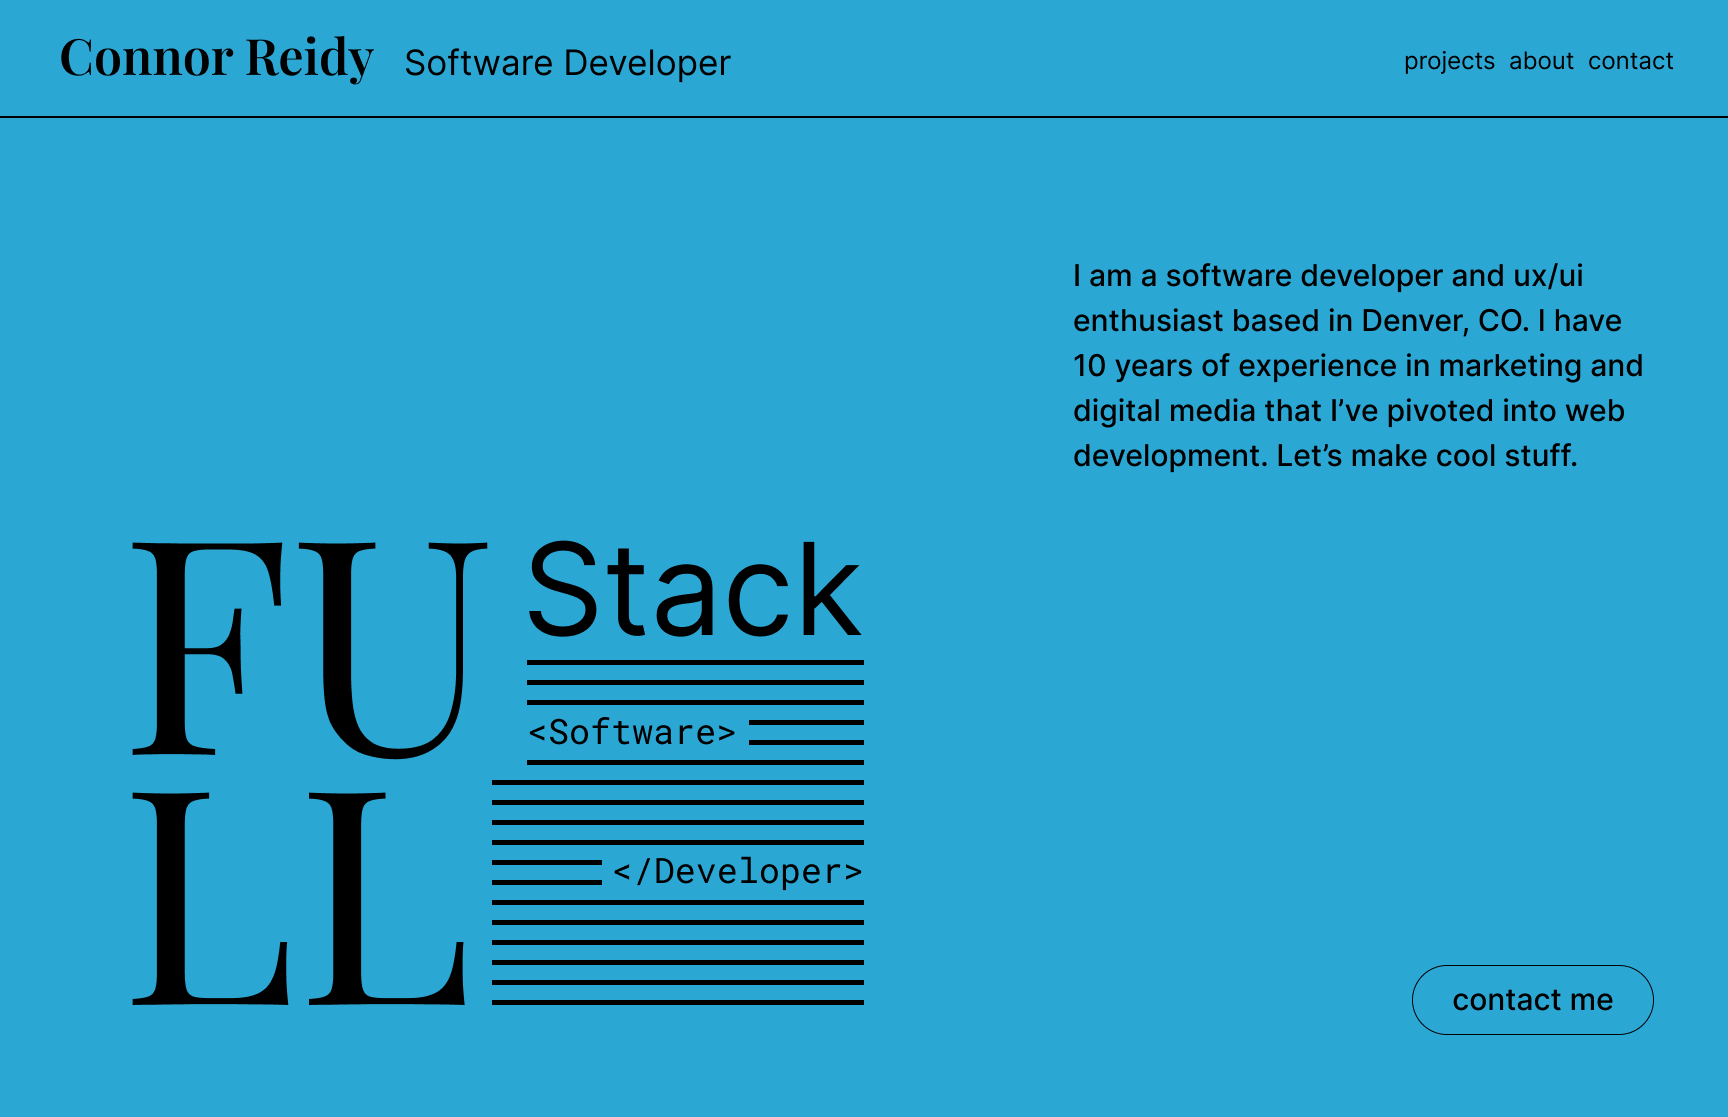 Connor Reidy Software Developer
projects about contact
I am a software developer and ux/ui
enthusiast based in Denver, CO. I have
10 years of experience in marketing and
digital media that I’ve pivoted into web
development. Let’s make cool stuff.
FU Stack
<Software>
LL
</Developer>
contact me